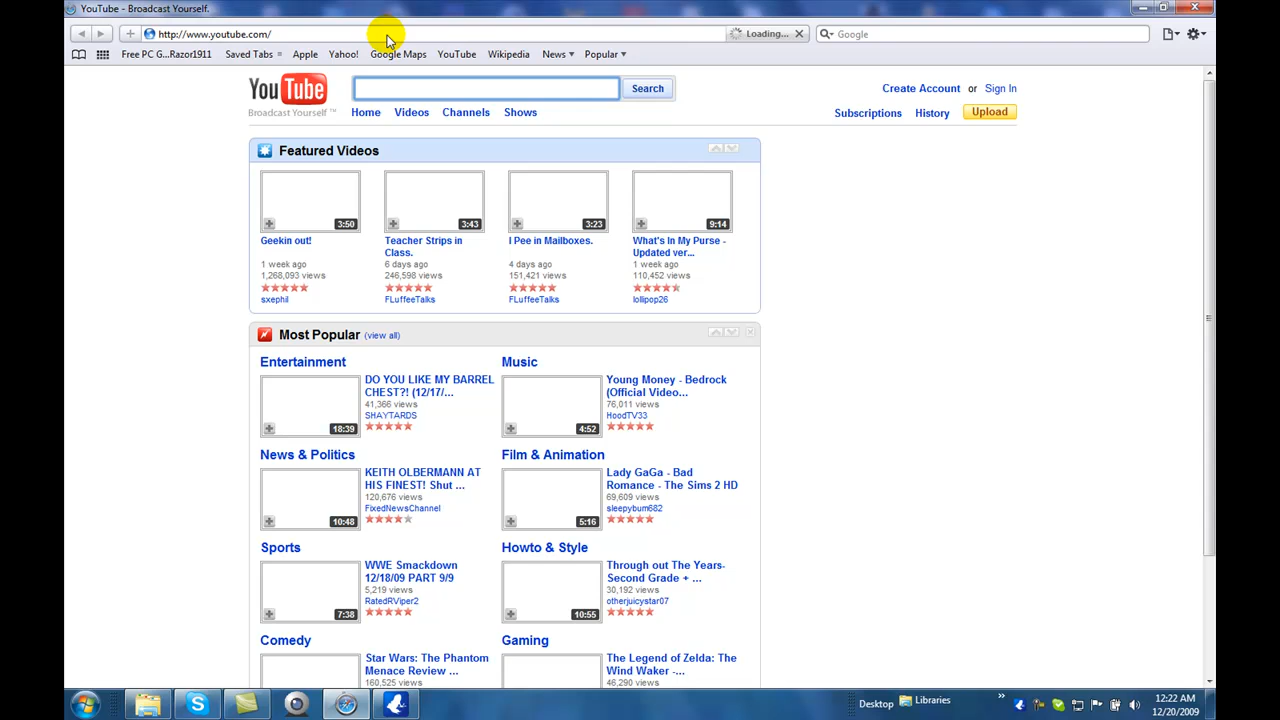 YouTube - Broadcast Yourself.
http://www.youtube.com/
Loading...
Google
Free PC G...Razor1911 Saved Tabs Apple Yahoo! Google Maps YouTube Wikipedia News Popular
YouTube
Broadcast Yourself ™
Search
Create Account or Sign In
Home Videos Channels Shows
Subscriptions History Upload
Featured Videos
3:50 3:43 3:23 9:14
Geekin out!
1 week ago
1,268,093 views
sxephil
Teacher Strips in
Class.
6 days ago
246,598 views
FLuffeeTalks
I Pee in Mailboxes.
4 days ago
151,421 views
FLuffeeTalks
What's In My Purse -
Updated ver...
1 week ago
110,452 views
lollipop26
Most Popular (view all)
Entertainment
18:39
DO YOU LIKE MY BARREL
CHEST?! (12/17/...
41,366 views
SHAYTARDS
Music
4:52
Young Money - Bedrock
(Official Video...
76,011 views
HoodTV33
News & Politics
10:48
KEITH OLBERMANN AT
HIS FINEST! Shut ...
120,676 views
FixedNewsChannel
Film & Animation
5:16
Lady GaGa - Bad
Romance - The Sims 2 HD
69,609 views
sleepybum682
Sports
7:38
WWE Smackdown
12/18/09 PART 9/9
5,219 views
RatedRViper2
Howto & Style
10:55
Through out The Years-
Second Grade + ...
30,192 views
otherjuicystar07
Comedy
Star Wars: The Phantom
Menace Review ...
160,525 views
Gaming
The Legend of Zelda: The
Wind Waker -...
46,290 views
Desktop Libraries
12:22 AM
12/20/2009